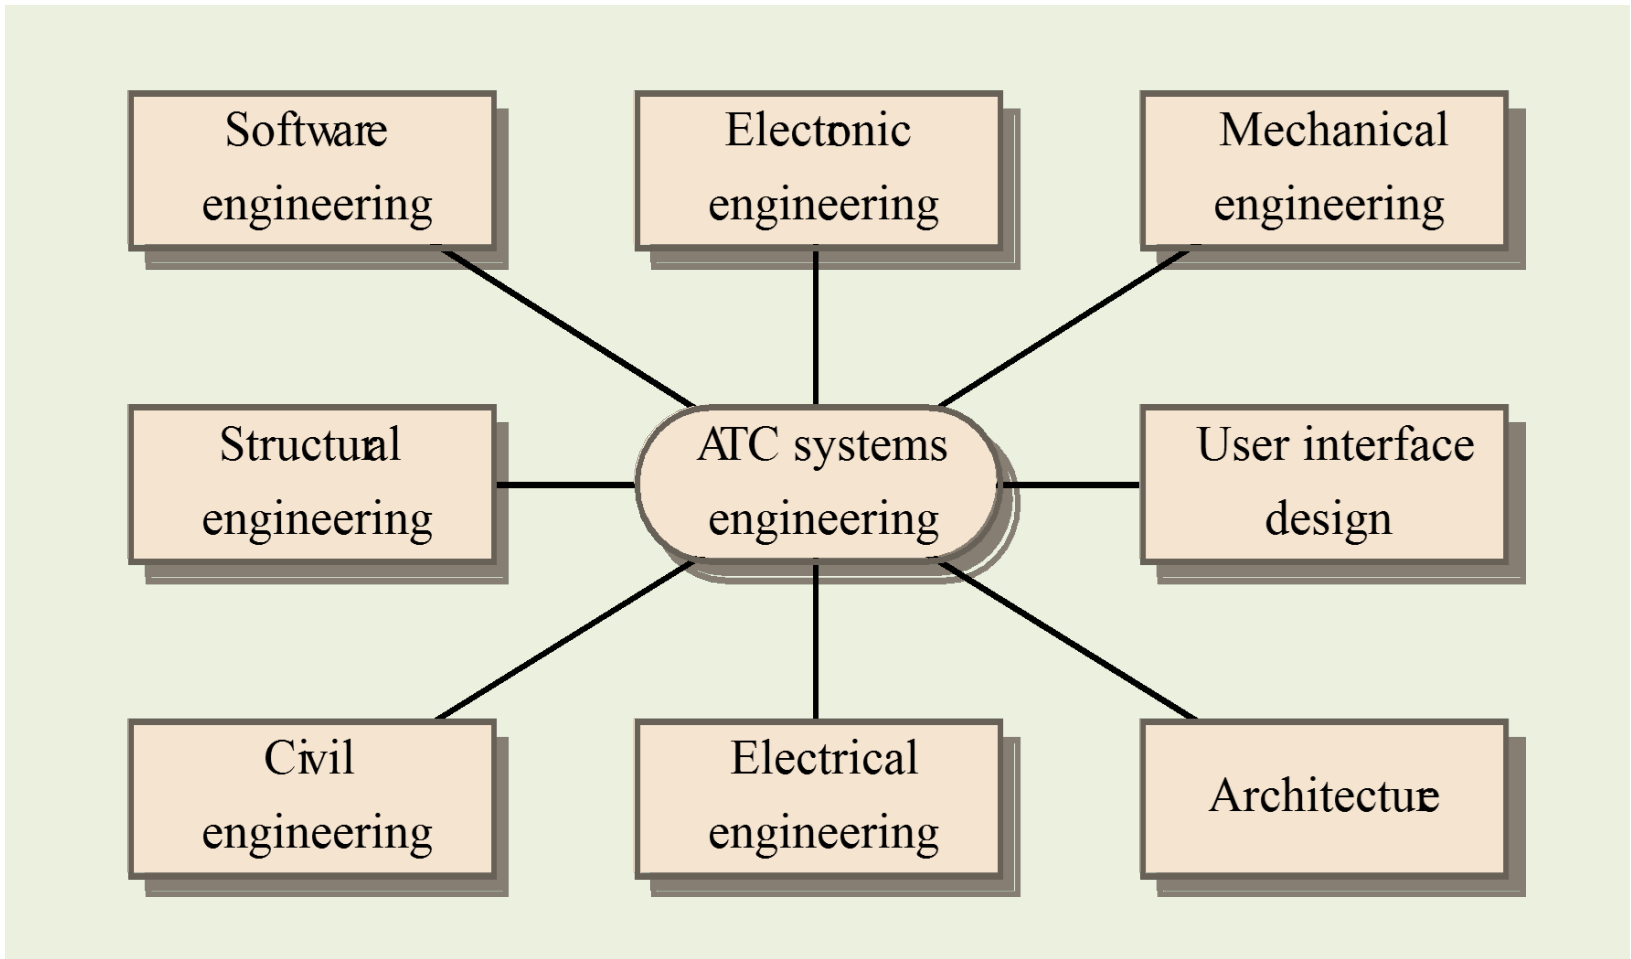 Software
engineering
Electronic
engineering
Mechanical
engineering
Structural
engineering
ATC systems
engineering
User interface
design
Civil
engineering
Electrical
engineering
Architecture